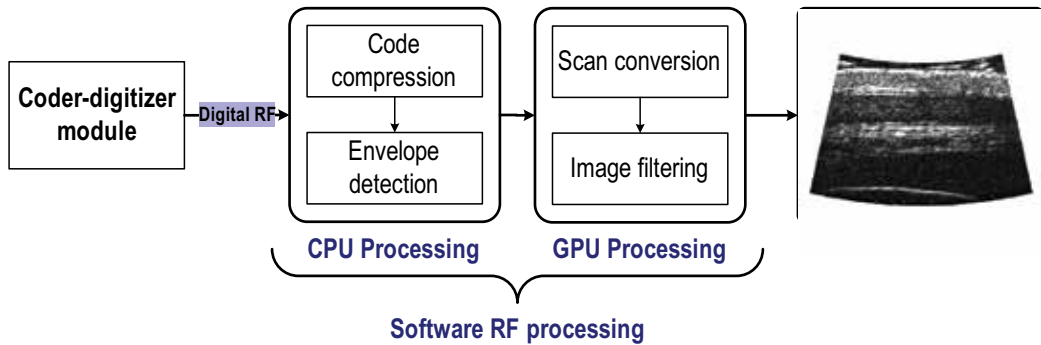 Coder-digitizer
module
Digital RF
Code
compression
Envelope
detection
Scan conversion
Image filtering
CPU Processing
GPU Processing
Software RF processing